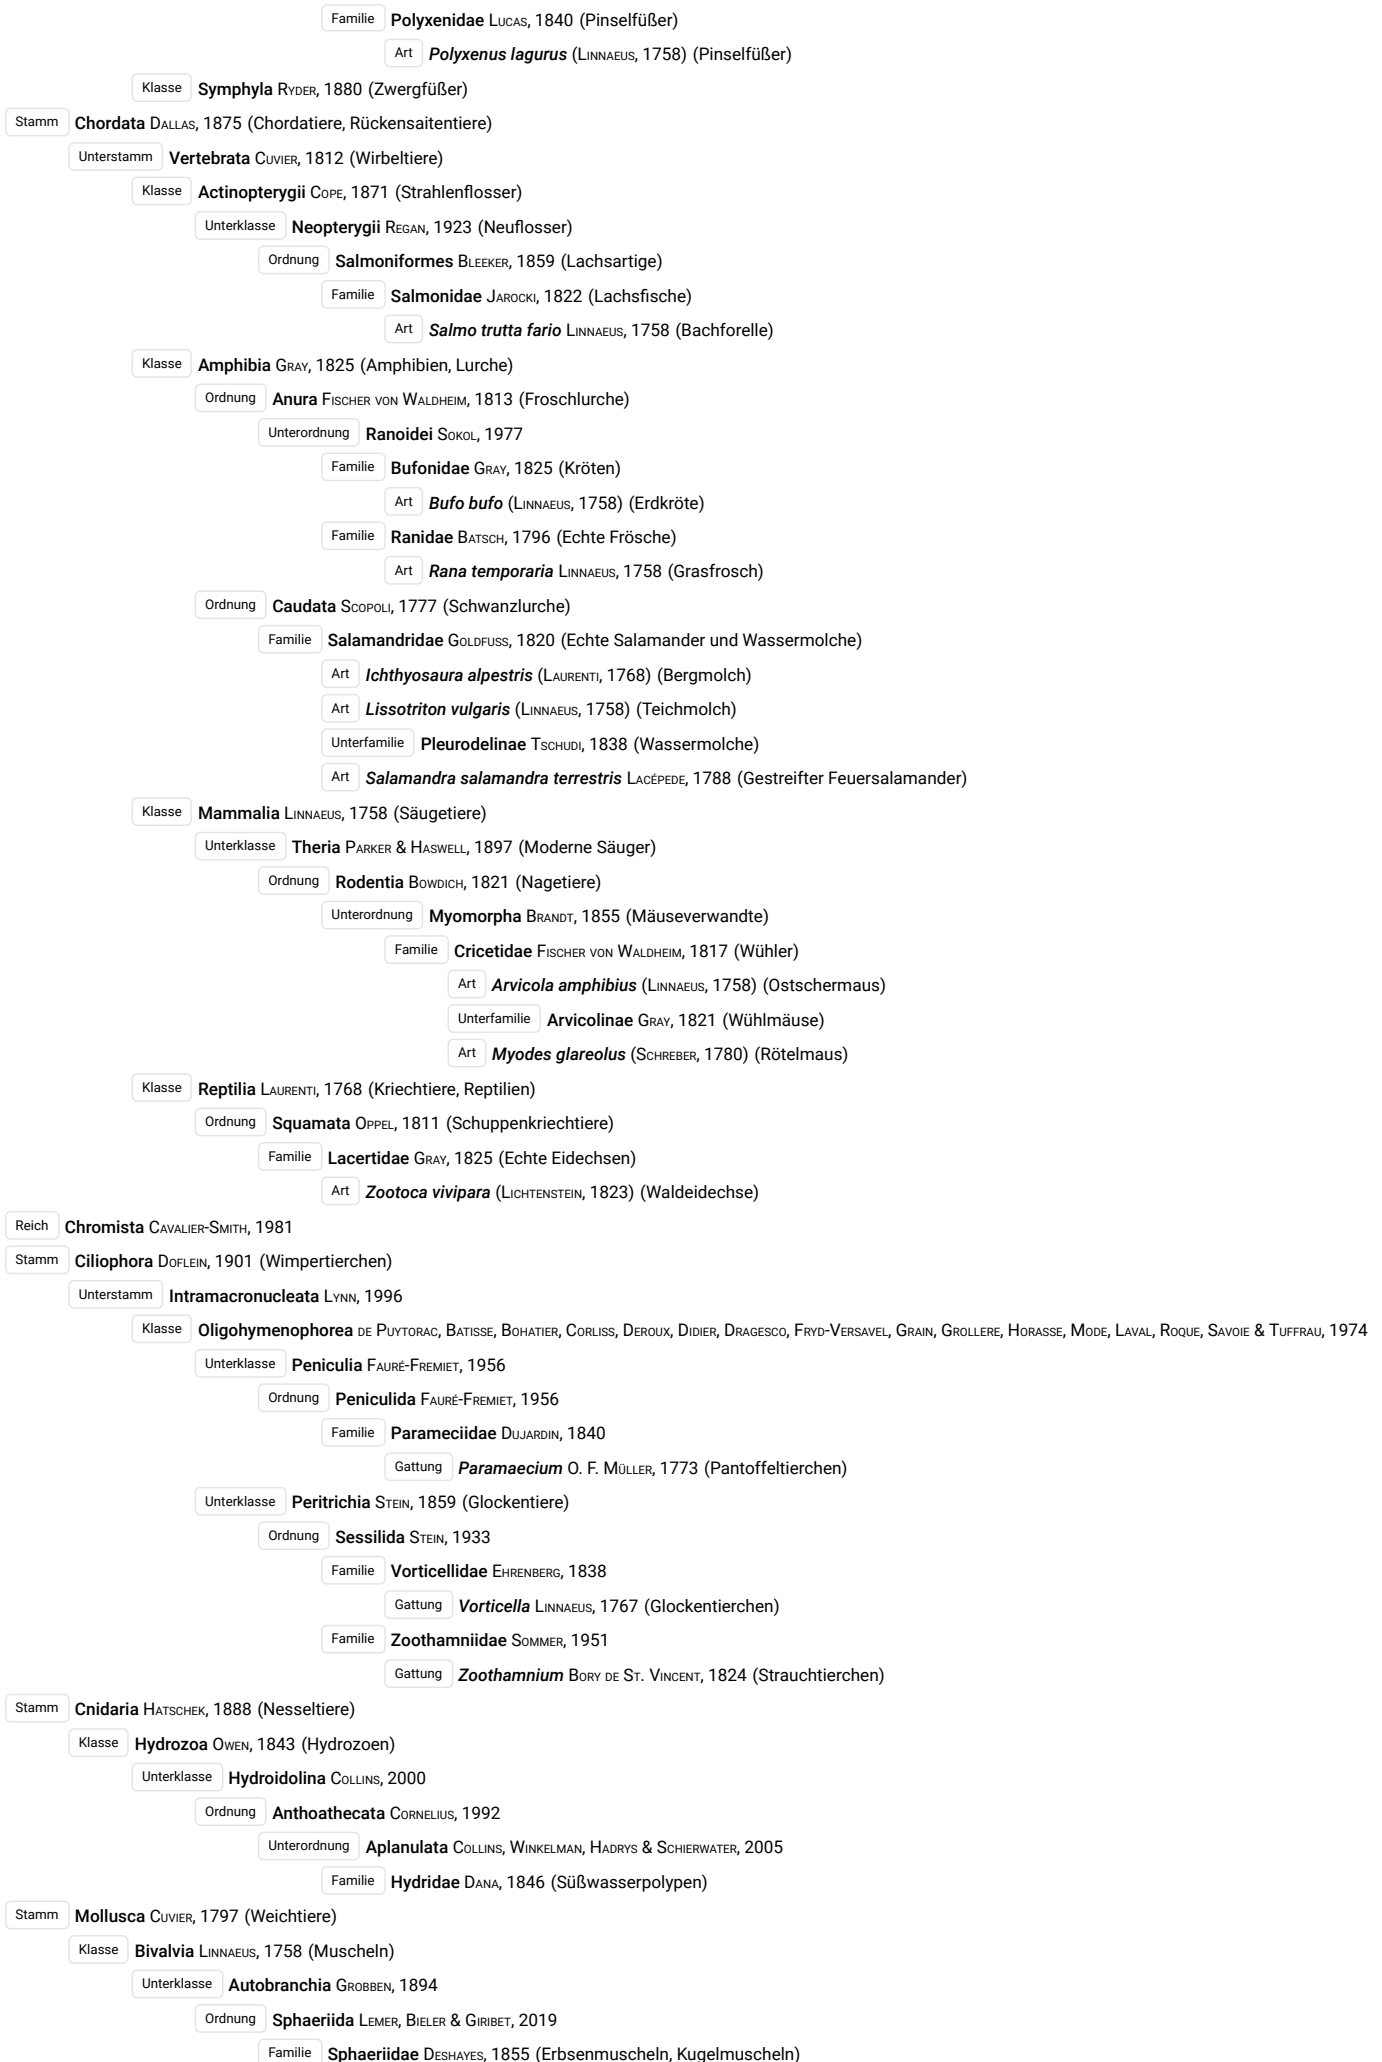 Familie Polyxenidae Lucas, 1840 (Pinselfüßer)
Art Polyxenus lagurus (Linnaeus, 1758) (Pinselfüßer)
Klasse Symphyla Ryder, 1880 (Zwergfüßer)
Stamm Chordata Dallas, 1875 (Chordatiere, Rückensaitentiere)
Unterstamm Vertebrata Cuvier, 1812 (Wirbeltiere)
Klasse Actinopterygii Cope, 1871 (Strahlenflosser)
Unterklasse Neopterygii Regan, 1923 (Neuflosser)
Ordnung Salmoniformes Bleeker, 1859 (Lachsartige)
Familie Salmonidae Jarocki, 1822 (Lachsfische)
Art Salmo trutta fario Linnaeus, 1758 (Bachforelle)
Klasse Amphibia Gray, 1825 (Amphibien, Lurche)
Ordnung Anura Fischer von Waldheim, 1813 (Froschlurche)
Unterordnung Ranoidei Sokol, 1977
Familie Bufonidae Gray, 1825 (Kröten)
Art Bufo bufo (Linnaeus, 1758) (Erdkröte)
Familie Ranidae Batsch, 1796 (Echte Frösche)
Art Rana temporaria Linnaeus, 1758 (Grasfrosch)
Ordnung Caudata Scopoli, 1777 (Schwanzlurche)
Familie Salamandridae Goldfuss, 1820 (Echte Salamander und Wassermolche)
Art Ichthyosaura alpestris (Laurenti, 1768) (Bergmolch)
Art Lissotriton vulgaris (Linnaeus, 1758) (Teichmolch)
Unterfamilie Pleurodelinae Tschudi, 1838 (Wassermolche)
Art Salamandra salamandra terrestris Lacépede, 1788 (Gestreifter Feuersalamander)
Klasse Mammalia Linnaeus, 1758 (Säugetiere)
Unterklasse Theria Parker & Haswell, 1897 (Moderne Säuger)
Ordnung Rodentia Bowdich, 1821 (Nagetiere)
Unterordnung Myomorpha Brandt, 1855 (Mäuseverwandte)
Familie Cricetidae Fischer von Waldheim, 1817 (Wühler)
Art Arvicola amphibius (Linnaeus, 1758) (Ostschermaus)
Unterfamilie Arvicolinae Gray, 1821 (Wühlmäuse)
Art Myodes glareolus (Schreber, 1780) (Rötelmaus)
Klasse Reptilia Laurenti, 1768 (Kriechtiere, Reptilien)
Ordnung Squamata Oppel, 1811 (Schuppenkriechtiere)
Familie Lacertidae Gray, 1825 (Echte Eidechsen)
Art Zootoca vivipara (Lichtenstein, 1823) (Waldeidechse)
Reich Chromista Cavalier-Smith, 1981
Stamm Ciliophora Doflein, 1901 (Wimpertierchen)
Unterstamm Intramacronucleata Lynn, 1996
Klasse Oligohymenophorea de Puytorac, Batisse, Bohatier, Corliss, Deroux, Didier, Dragesco, Fryd-Versavel, Grain, Grollere, Horasse, Mode, Laval, Roque, Savoie & Tuffrau, 1974
Unterklasse Peniculia Fauré-Fremiet, 1956
Ordnung Peniculida Fauré-Fremiet, 1956
Familie Parameciidae Dujardin, 1840
Gattung Paramaecium O. F. Müller, 1773 (Pantoffeltierchen)
Unterklasse Peritrichia Stein, 1859 (Glockentiere)
Ordnung Sessilida Stein, 1933
Familie Vorticellidae Ehrenberg, 1838
Gattung Vorticella Linnaeus, 1767 (Glockentierchen)
Familie Zoothamniidae Sommer, 1951
Gattung Zoothamnium Bory de St. Vincent, 1824 (Strauchtierchen)
Stamm Cnidaria Hatschek, 1888 (Nesseltiere)
Klasse Hydrozoa Owen, 1843 (Hydrozoen)
Unterklasse Hydroidolina Collins, 2000
Ordnung Anthoathecata Cornelius, 1992
Unterordnung Aplanulata Collins, Winkelman, Hadrys & Schierwater, 2005
Familie Hydridae Dana, 1846 (Süßwasserpolypen)
Stamm Mollusca Cuvier, 1797 (Weichtiere)
Klasse Bivalvia Linnaeus, 1758 (Muscheln)
Unterklasse Autobranchia Grobben, 1894
Ordnung Sphaeriida Lemer, Bieler & Giribet, 2019
Familie Sphaeriidae Deshayes, 1855 (Erbsenmuscheln, Kugelmuscheln)